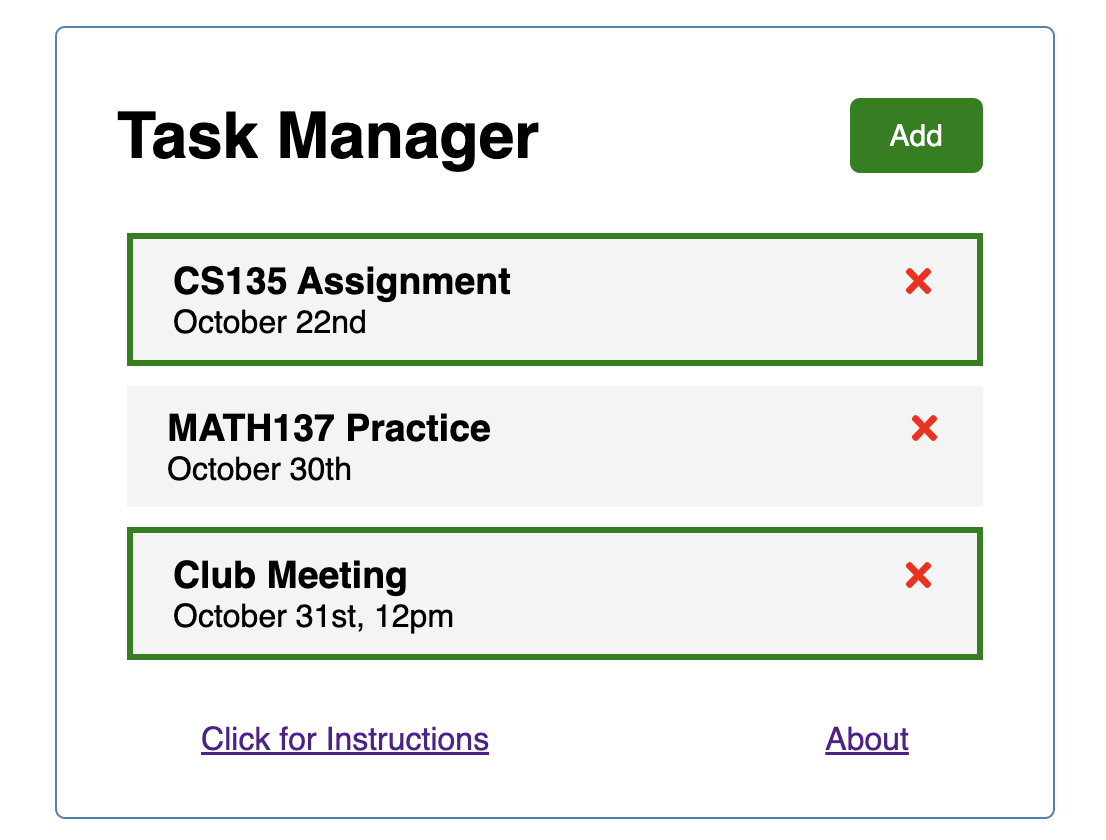 Task Manager
Add
CS135 Assignment
October 22nd
MATH137 Practice
October 30th
Club Meeting
October 31st, 12pm
Click for Instructions
About